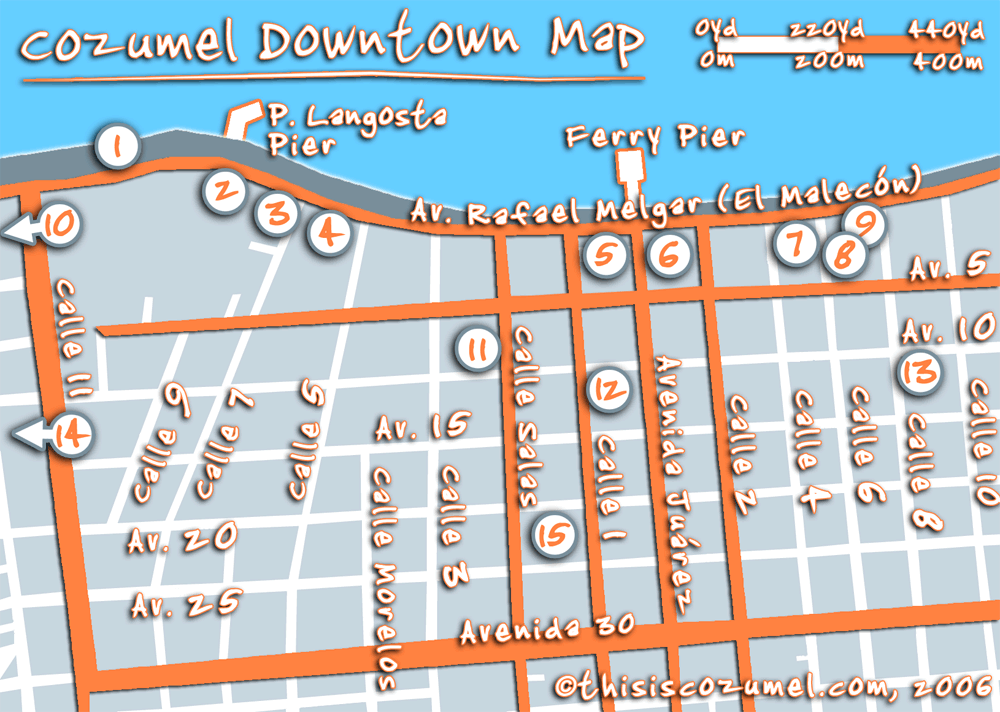 Cozumel Downtown Map
0yd 220yd 440yd
0m 200m 400m
P. Langosta
Pier
Ferry Pier
1
2
3
4
Av. Rafael Melgar (El Malecón)
10
5
6
7
8
9
Av. 5
Calle 11
11
Av. 10
12
13
14
Calle 9
Calle 7
Calle 5
Av. 15
Calle Morelos
Calle 3
Calle Salas
Calle 1
Avenida Juárez
Calle 2
Calle 4
Calle 6
Calle 8
Calle 10
15
Av. 20
Av. 25
Avenida 30
©thisiscozumel.com, 2006